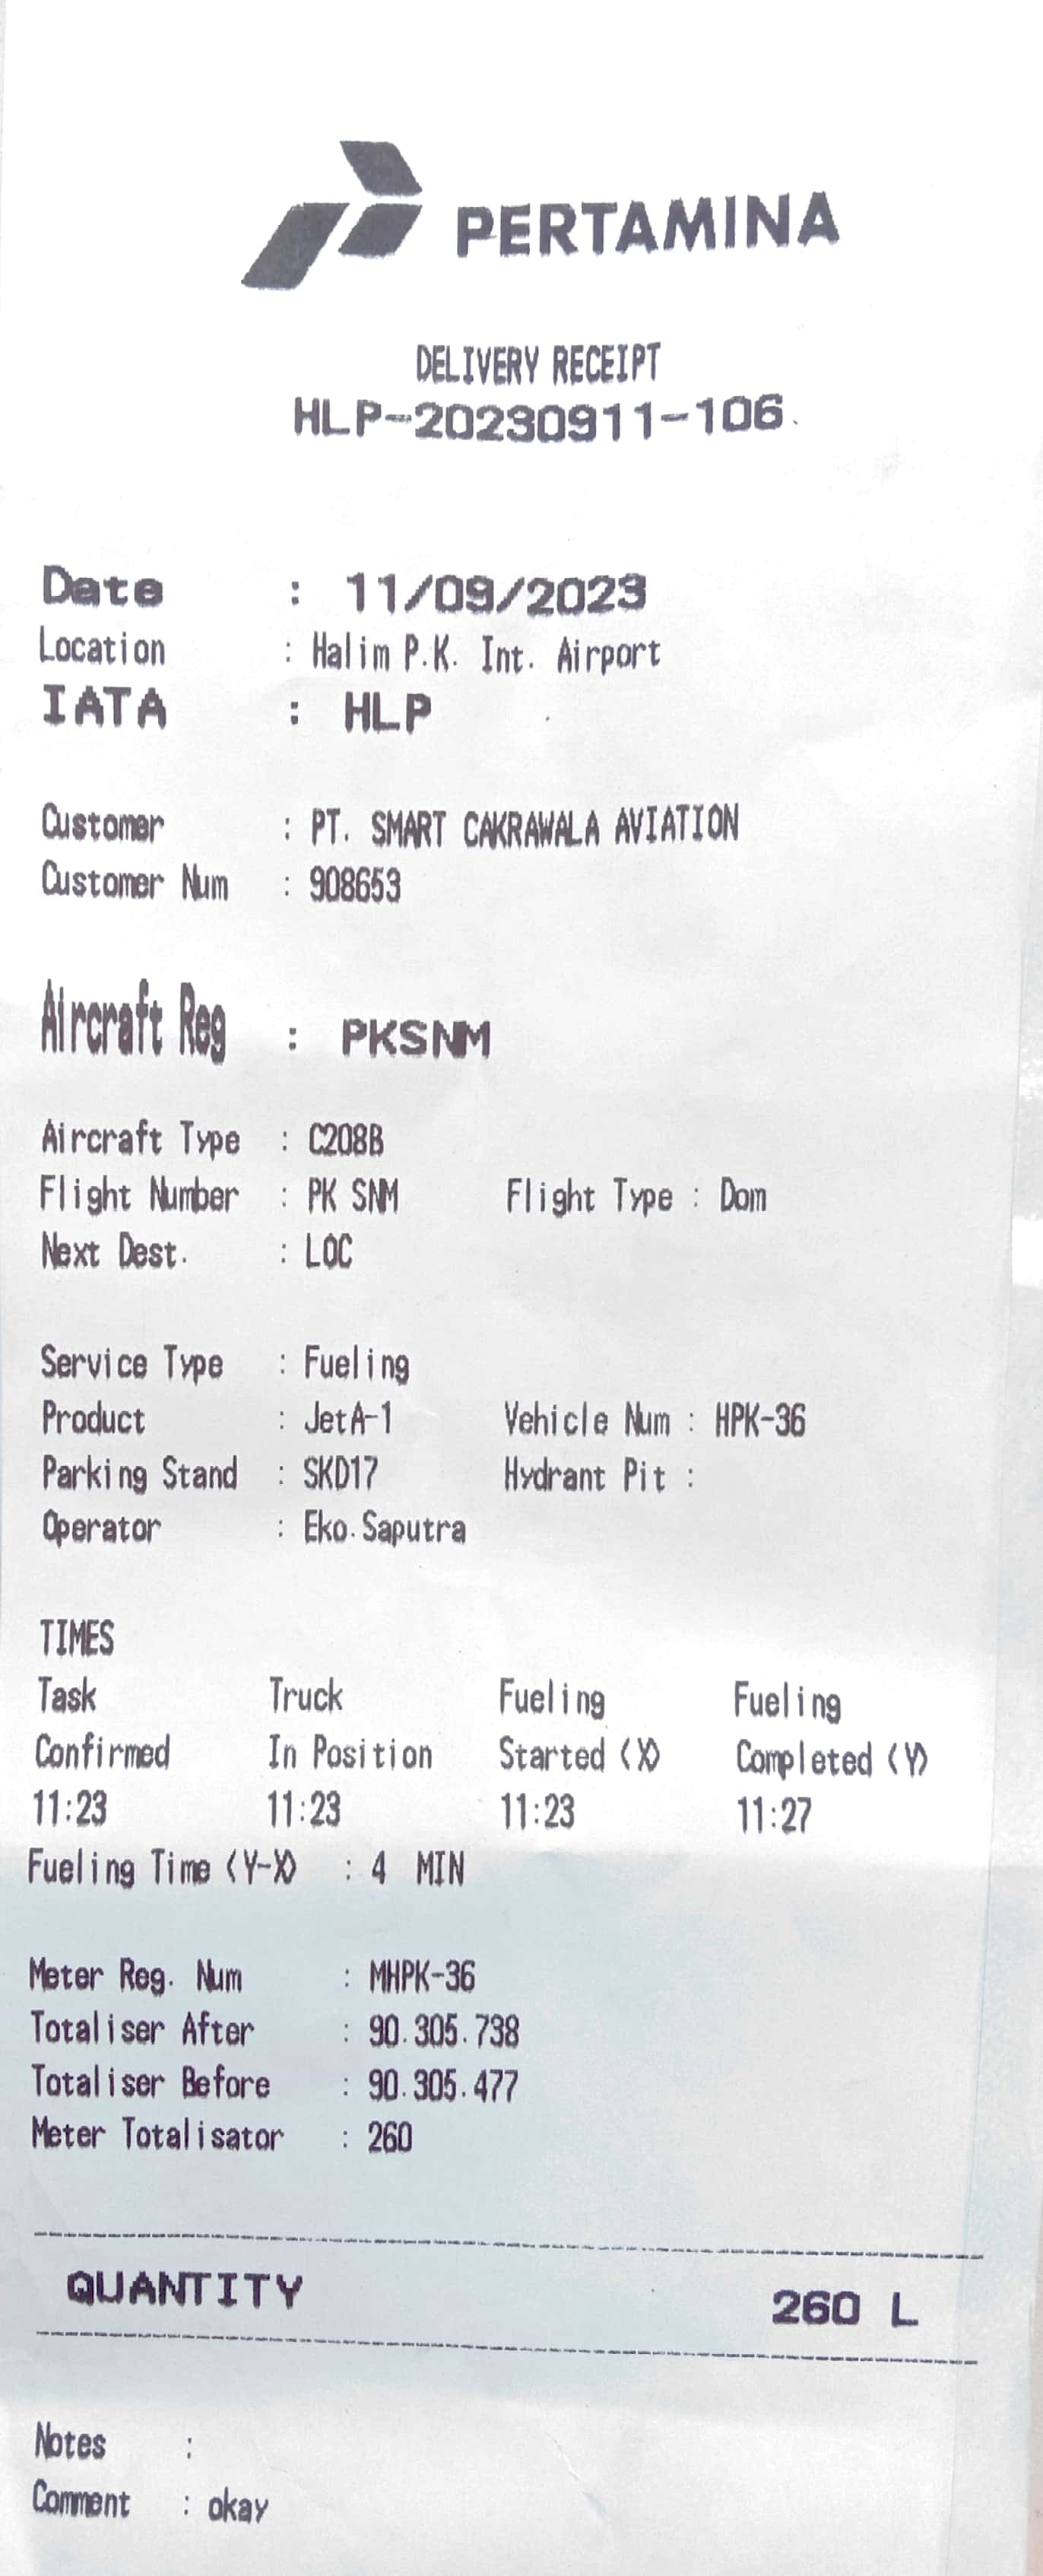 PERTAMINA
DELIVERY RECEIPT
HLP-20230911-106
Date : 11/09/2023
Location : Halim P.K. Int. Airport
IATA : HLP
Customer : PT. SMART CAKRAWALA AVIATION
Customer Num : 908653
Aircraft Reg : PKSNM
Aircraft Type : C208B
Flight Number : PK SNM Flight Type : Dom
Next Dest. : LOC
Service Type : Fueling
Product : JetA-1 Vehicle Num : HPK-36
Parking Stand : SKD17 Hydrant Pit :
Operator : Eko.Saputra
TIMES
Task Truck Fueling Fueling
Confirmed In Position Started (X) Completed (Y)
11:23 11:23 11:23 11:27
Fueling Time (Y-X) : 4 MIN
Meter Reg. Num : MHPK-36
Totaliser After : 90.305.738
Totaliser Before : 90.305.477
Meter Totalisator : 260
QUANTITY 260 L
Notes :
Comment : okay